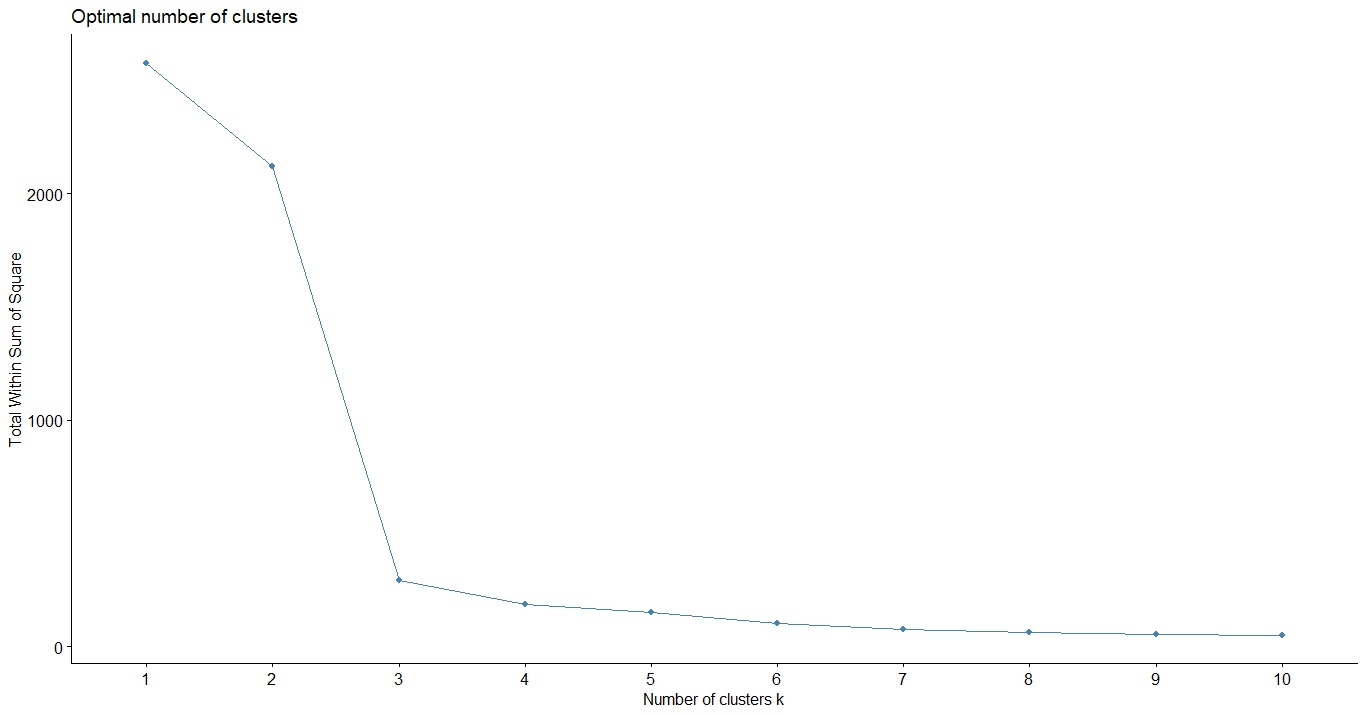 Optimal number of clusters
Total Within Sum of Square
2000
1000
0
1 2 3 4 5 6 7 8 9 10
Number of clusters k